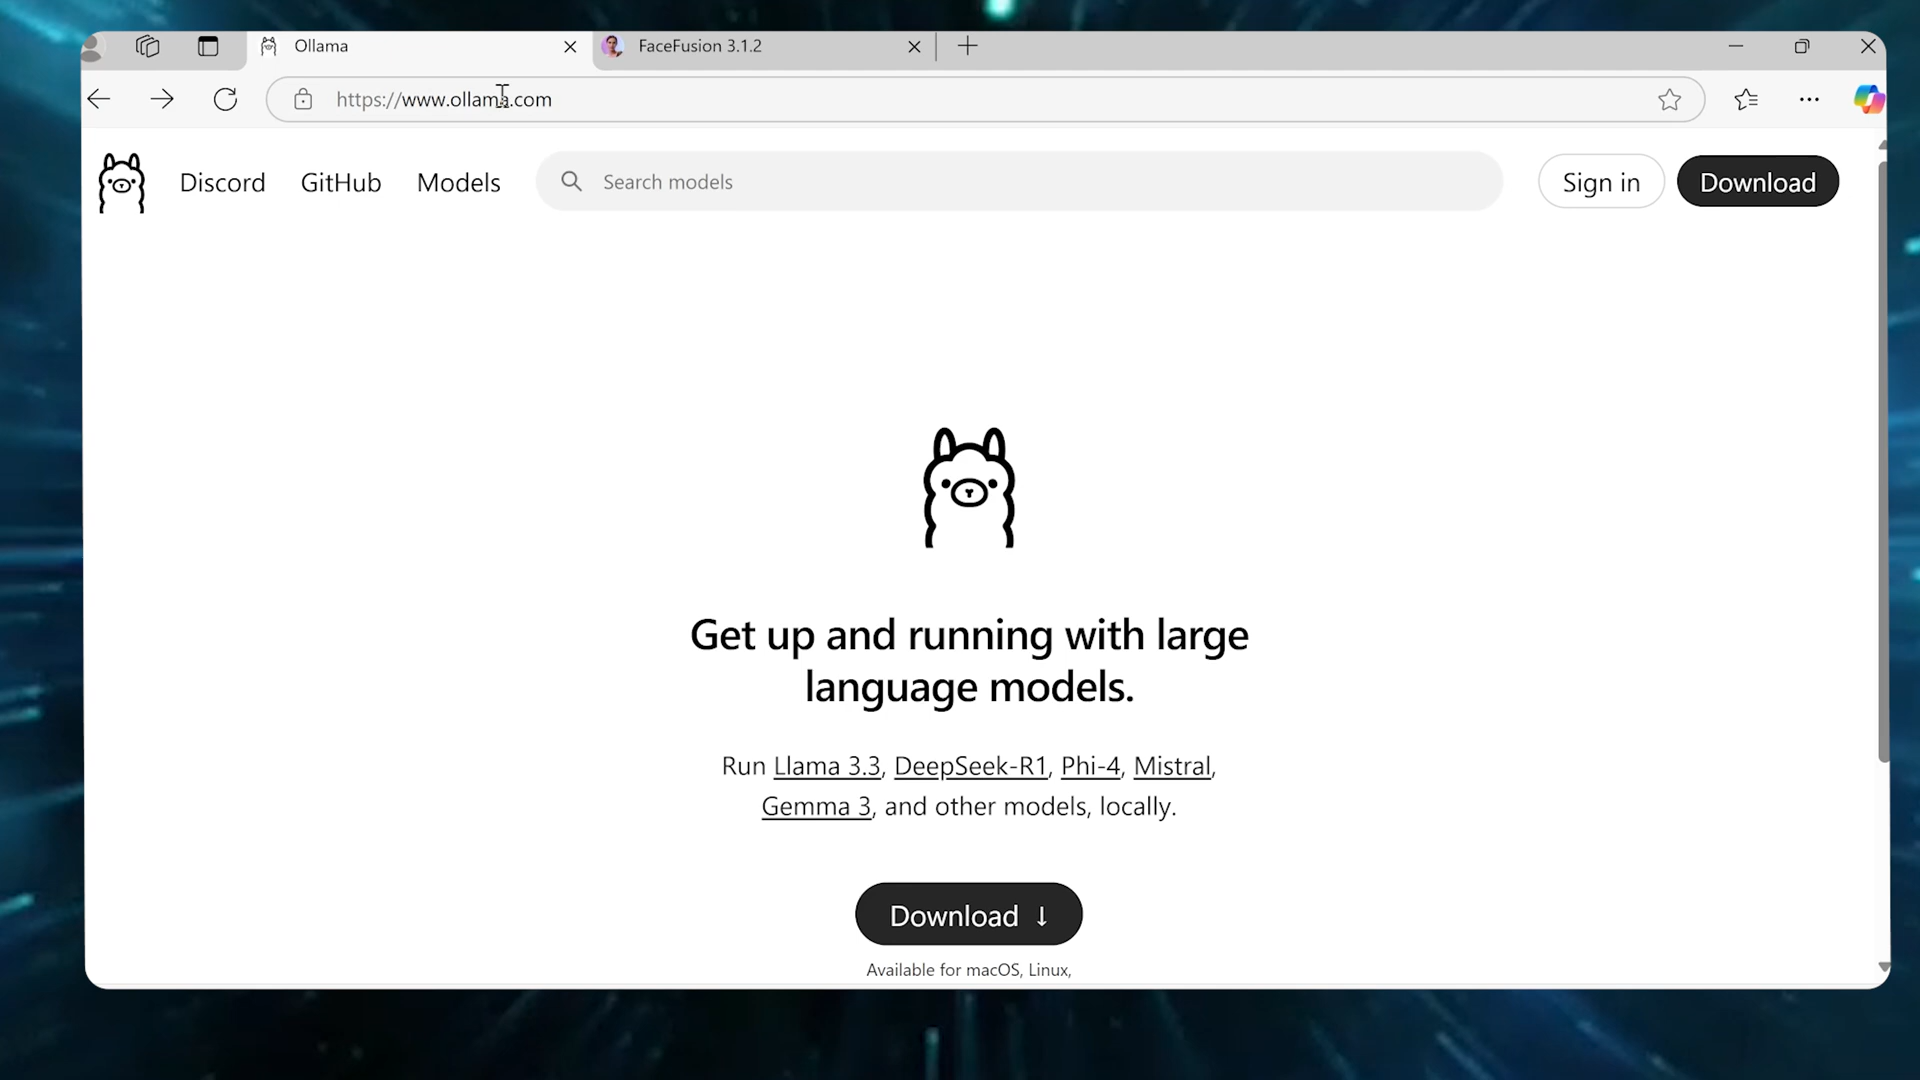 Ollama
FaceFusion 3.1.2
https://www.ollama.com
Discord
GitHub
Models
Search models
Sign in
Download
Get up and running with large
language models.
Run Llama 3.3, DeepSeek-R1, Phi-4, Mistral,
Gemma 3, and other models, locally.
Download ↓
Available for macOS, Linux,